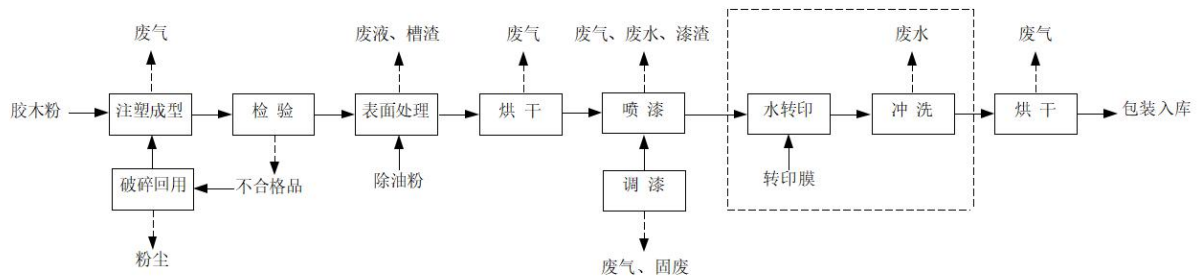 废气
废液、槽渣
废气
废气、废水、漆渣
废水
废气
胶木粉
注塑成型
检 验
表面处理
烘 干
喷 漆
水转印
冲 洗
烘 干
包装入库
破碎回用
不合格品
除油粉
调 漆
转印膜
粉尘
废气、固废